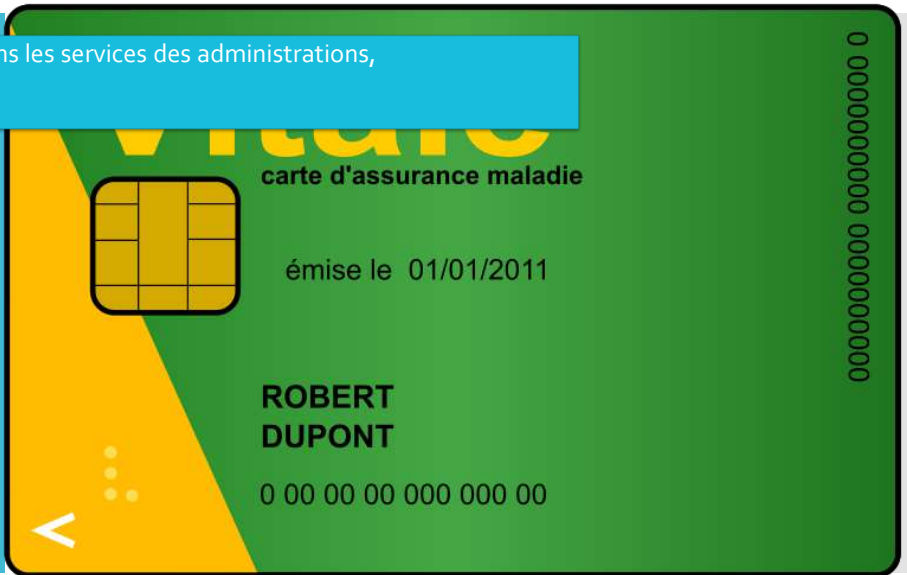 ns les services des administrations,
Vitale
carte d'assurance maladie
émise le 01/01/2011
ROBERT
DUPONT
0 00 00 00 000 000 00
0 0000000000 0000000000